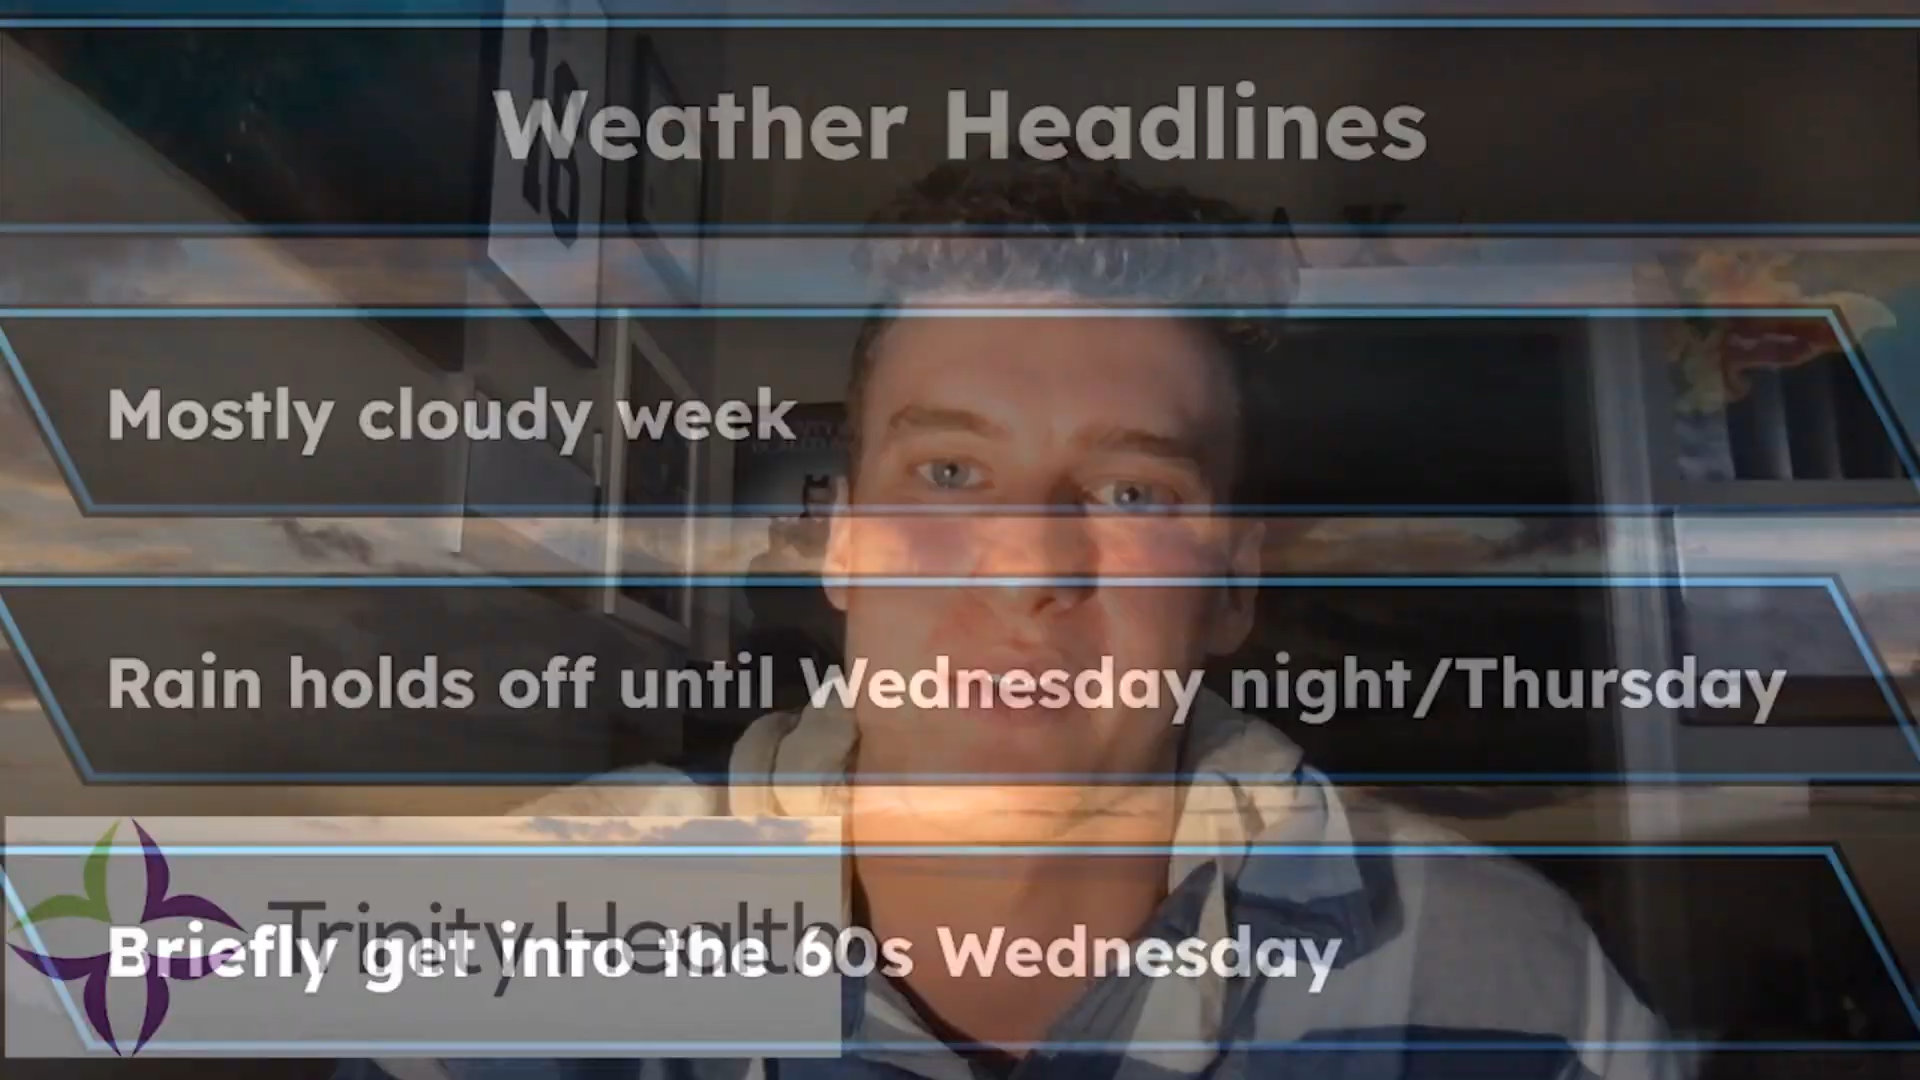 Weather Headlines
Mostly cloudy week
Rain holds off until Wednesday night/Thursday
Trinity Health
Briefly get into the 60s Wednesday